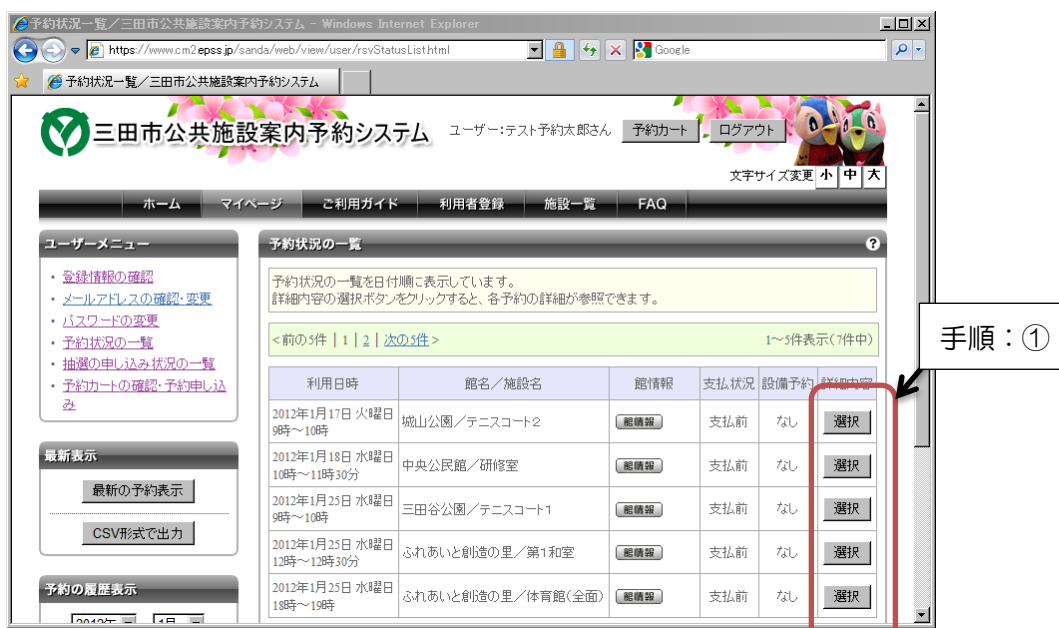 予約状況一覧／三田市公共施設案内予約システム - Windows Internet Explorer
https://www.cm2.epss.jp/sanda/web/view/user/rsvStatusList.html
Google
予約状況一覧／三田市公共施設案内予約システム
三田市公共施設案内予約システム
ユーザー:テスト予約太郎さん
予約カート
ログアウト
文字サイズ変更 小 中 大
ホーム マイページ ご利用ガイド 利用者登録 施設一覧 FAQ
ユーザーメニュー
・登録情報の確認
・メールアドレスの確認・変更
・パスワードの変更
・予約状況の一覧
・抽選の申し込み状況の一覧
・予約カートの確認・予約申し込
み
最新表示
最新の予約表示
CSV形式で出力
予約の履歴表示
2012年 1月
予約状況の一覧
予約状況の一覧を日付順に表示しています。
詳細内容の選択ボタンをクリックすると、各予約の詳細が参照できます。
<前の5件 | 1 | 2 | 次の5件 >
1～5件表示(7件中)
利用日時 館名／施設名 館情報 支払状況 設備予約 詳細内容
2012年1月17日 火曜日
9時～10時
城山公園／テニスコート2 館情報 支払前 なし 選択
2012年1月18日 水曜日
10時～11時30分
中央公民館／研修室 館情報 支払前 なし 選択
2012年1月25日 水曜日
9時～10時
三田谷公園／テニスコート1 館情報 支払前 なし 選択
2012年1月25日 水曜日
12時～12時30分
ふれあいと創造の里／第1和室 館情報 支払前 なし 選択
2012年1月25日 水曜日
18時～19時
ふれあいと創造の里／体育館(全面) 館情報 支払前 なし 選択
手順：①